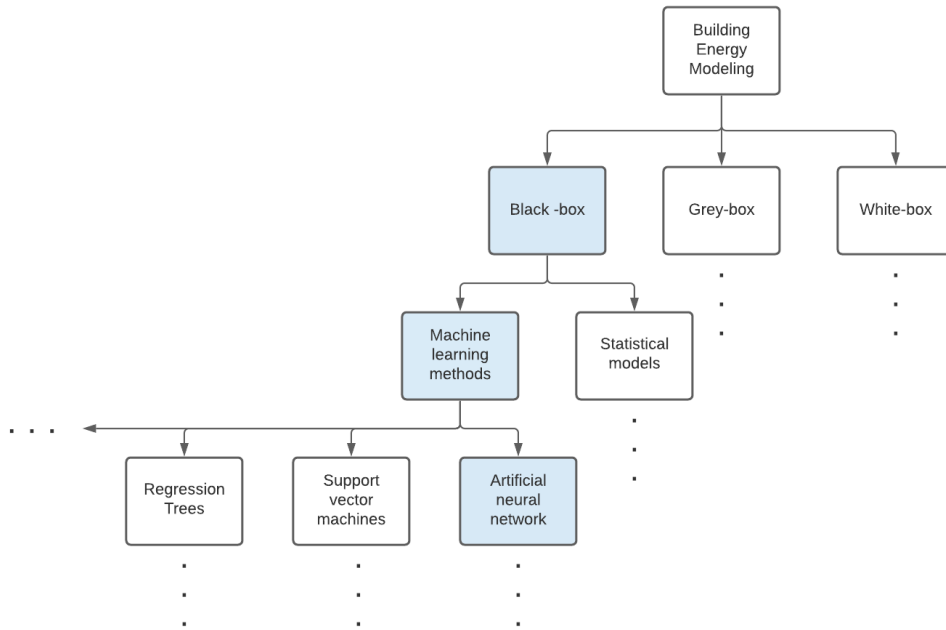 Building
Energy
Modeling
Black -box
Grey-box
White-box
Machine
learning
methods
Statistical
models
. . .
Regression
Trees
Support
vector
machines
Artificial
neural
network